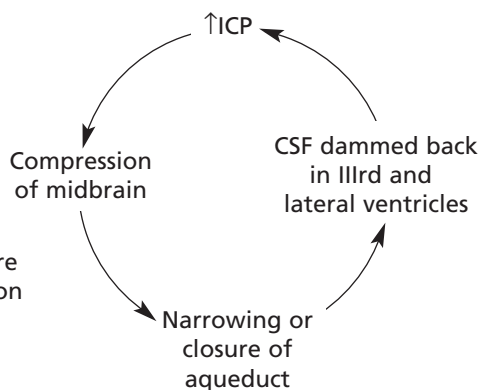 ↑ICP
Compression
of midbrain
CSF dammed back
in IIIrd and
lateral ventricles
re
on
Narrowing or
closure of
aqueduct